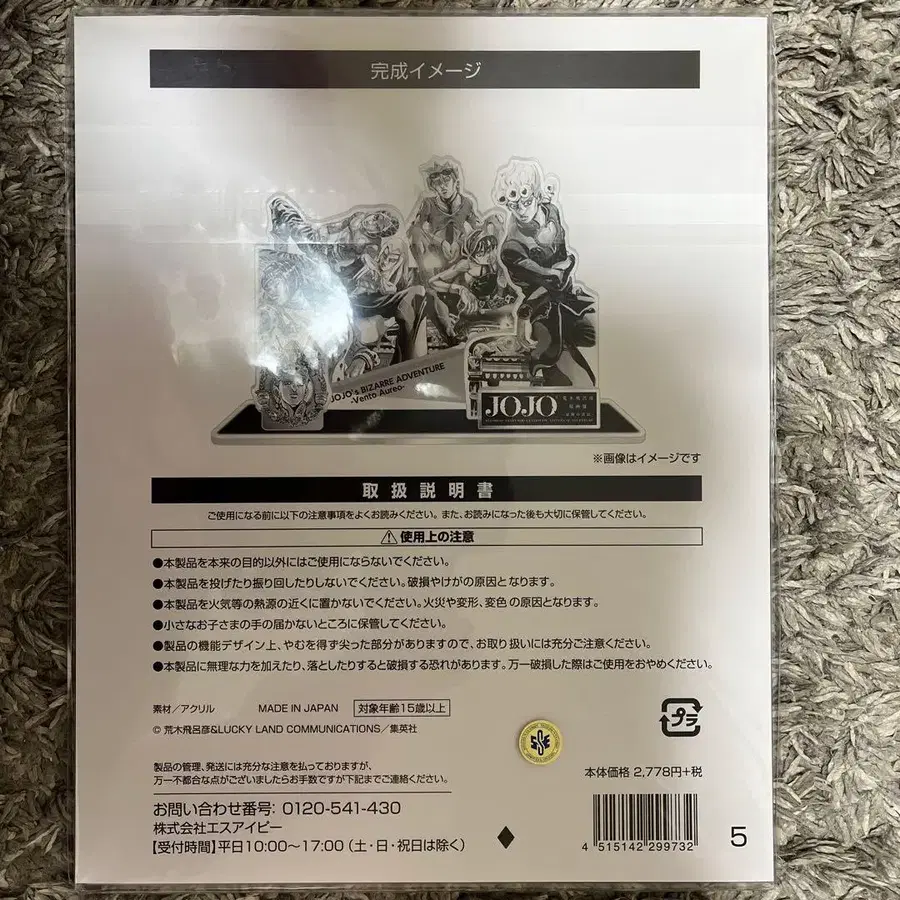 完成イメージ
JOJO's BIZARRE ADVENTURE
-Vento Aureo-
JOJO
※画像はイメージです
取扱説明書
ご使用になる前に以下の注意事項をよくお読みください。また、お読みになった後も大切に保管してください。
⚠使用上の注意
●本製品を本来の目的以外にはご使用にならないでください。
●本製品を投げたり振り回したりしないでください。破損やけがの原因となります。
●本製品を火気等の熱源の近くに置かないでください。火災や変形、変色の原因となります。
●小さなお子さまの手の届かないところに保管してください。
●製品の機能デザイン上、やむを得ず尖った部分がありますので、お取り扱いには充分ご注意ください。
●本製品に無理な力を加えたり、落としたりすると破損する恐れがあります。万一破損した際はご使用をおやめください。
素材／アクリル MADE IN JAPAN 対象年齢15歳以上
© 荒木飛呂彦&LUCKY LAND COMMUNICATIONS／集英社
プラ
製品の管理、発送には充分な注意を払っておりますが、
万一不都合な点がございましたらお手数ですが下記までご連絡ください。
本体価格 2,778円+税
お問い合わせ番号: 0120-541-430
株式会社エスアイピー
【受付時間】平日10:00～17:00（土・日・祝日は除く）
4 515142 299732
5